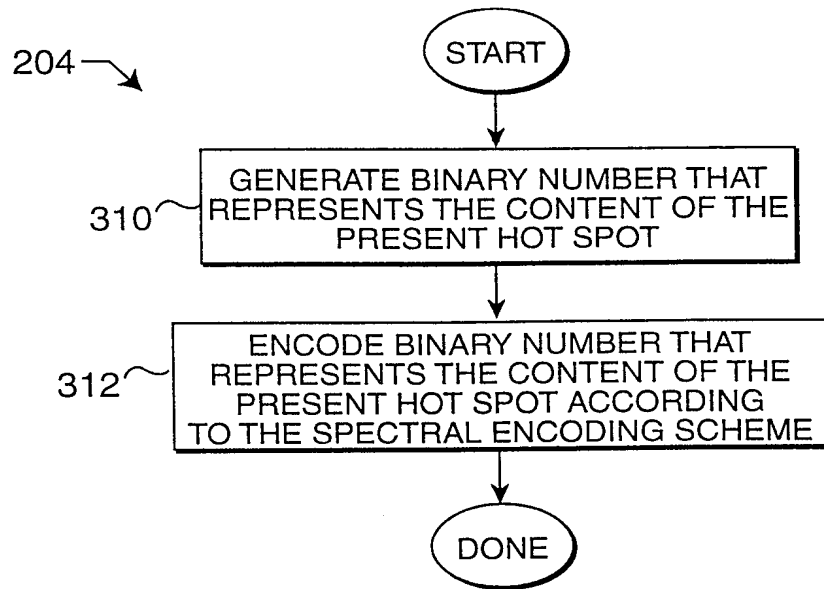 204
START
310
GENERATE BINARY NUMBER THAT
REPRESENTS THE CONTENT OF THE
PRESENT HOT SPOT.
312
ENCODE BINARY NUMBER THAT
REPRESENTS THE CONTENT OF THE
PRESENT HOT SPOT ACCORDING
TO THE SPECTRAL ENCODING SCHEME
DONE